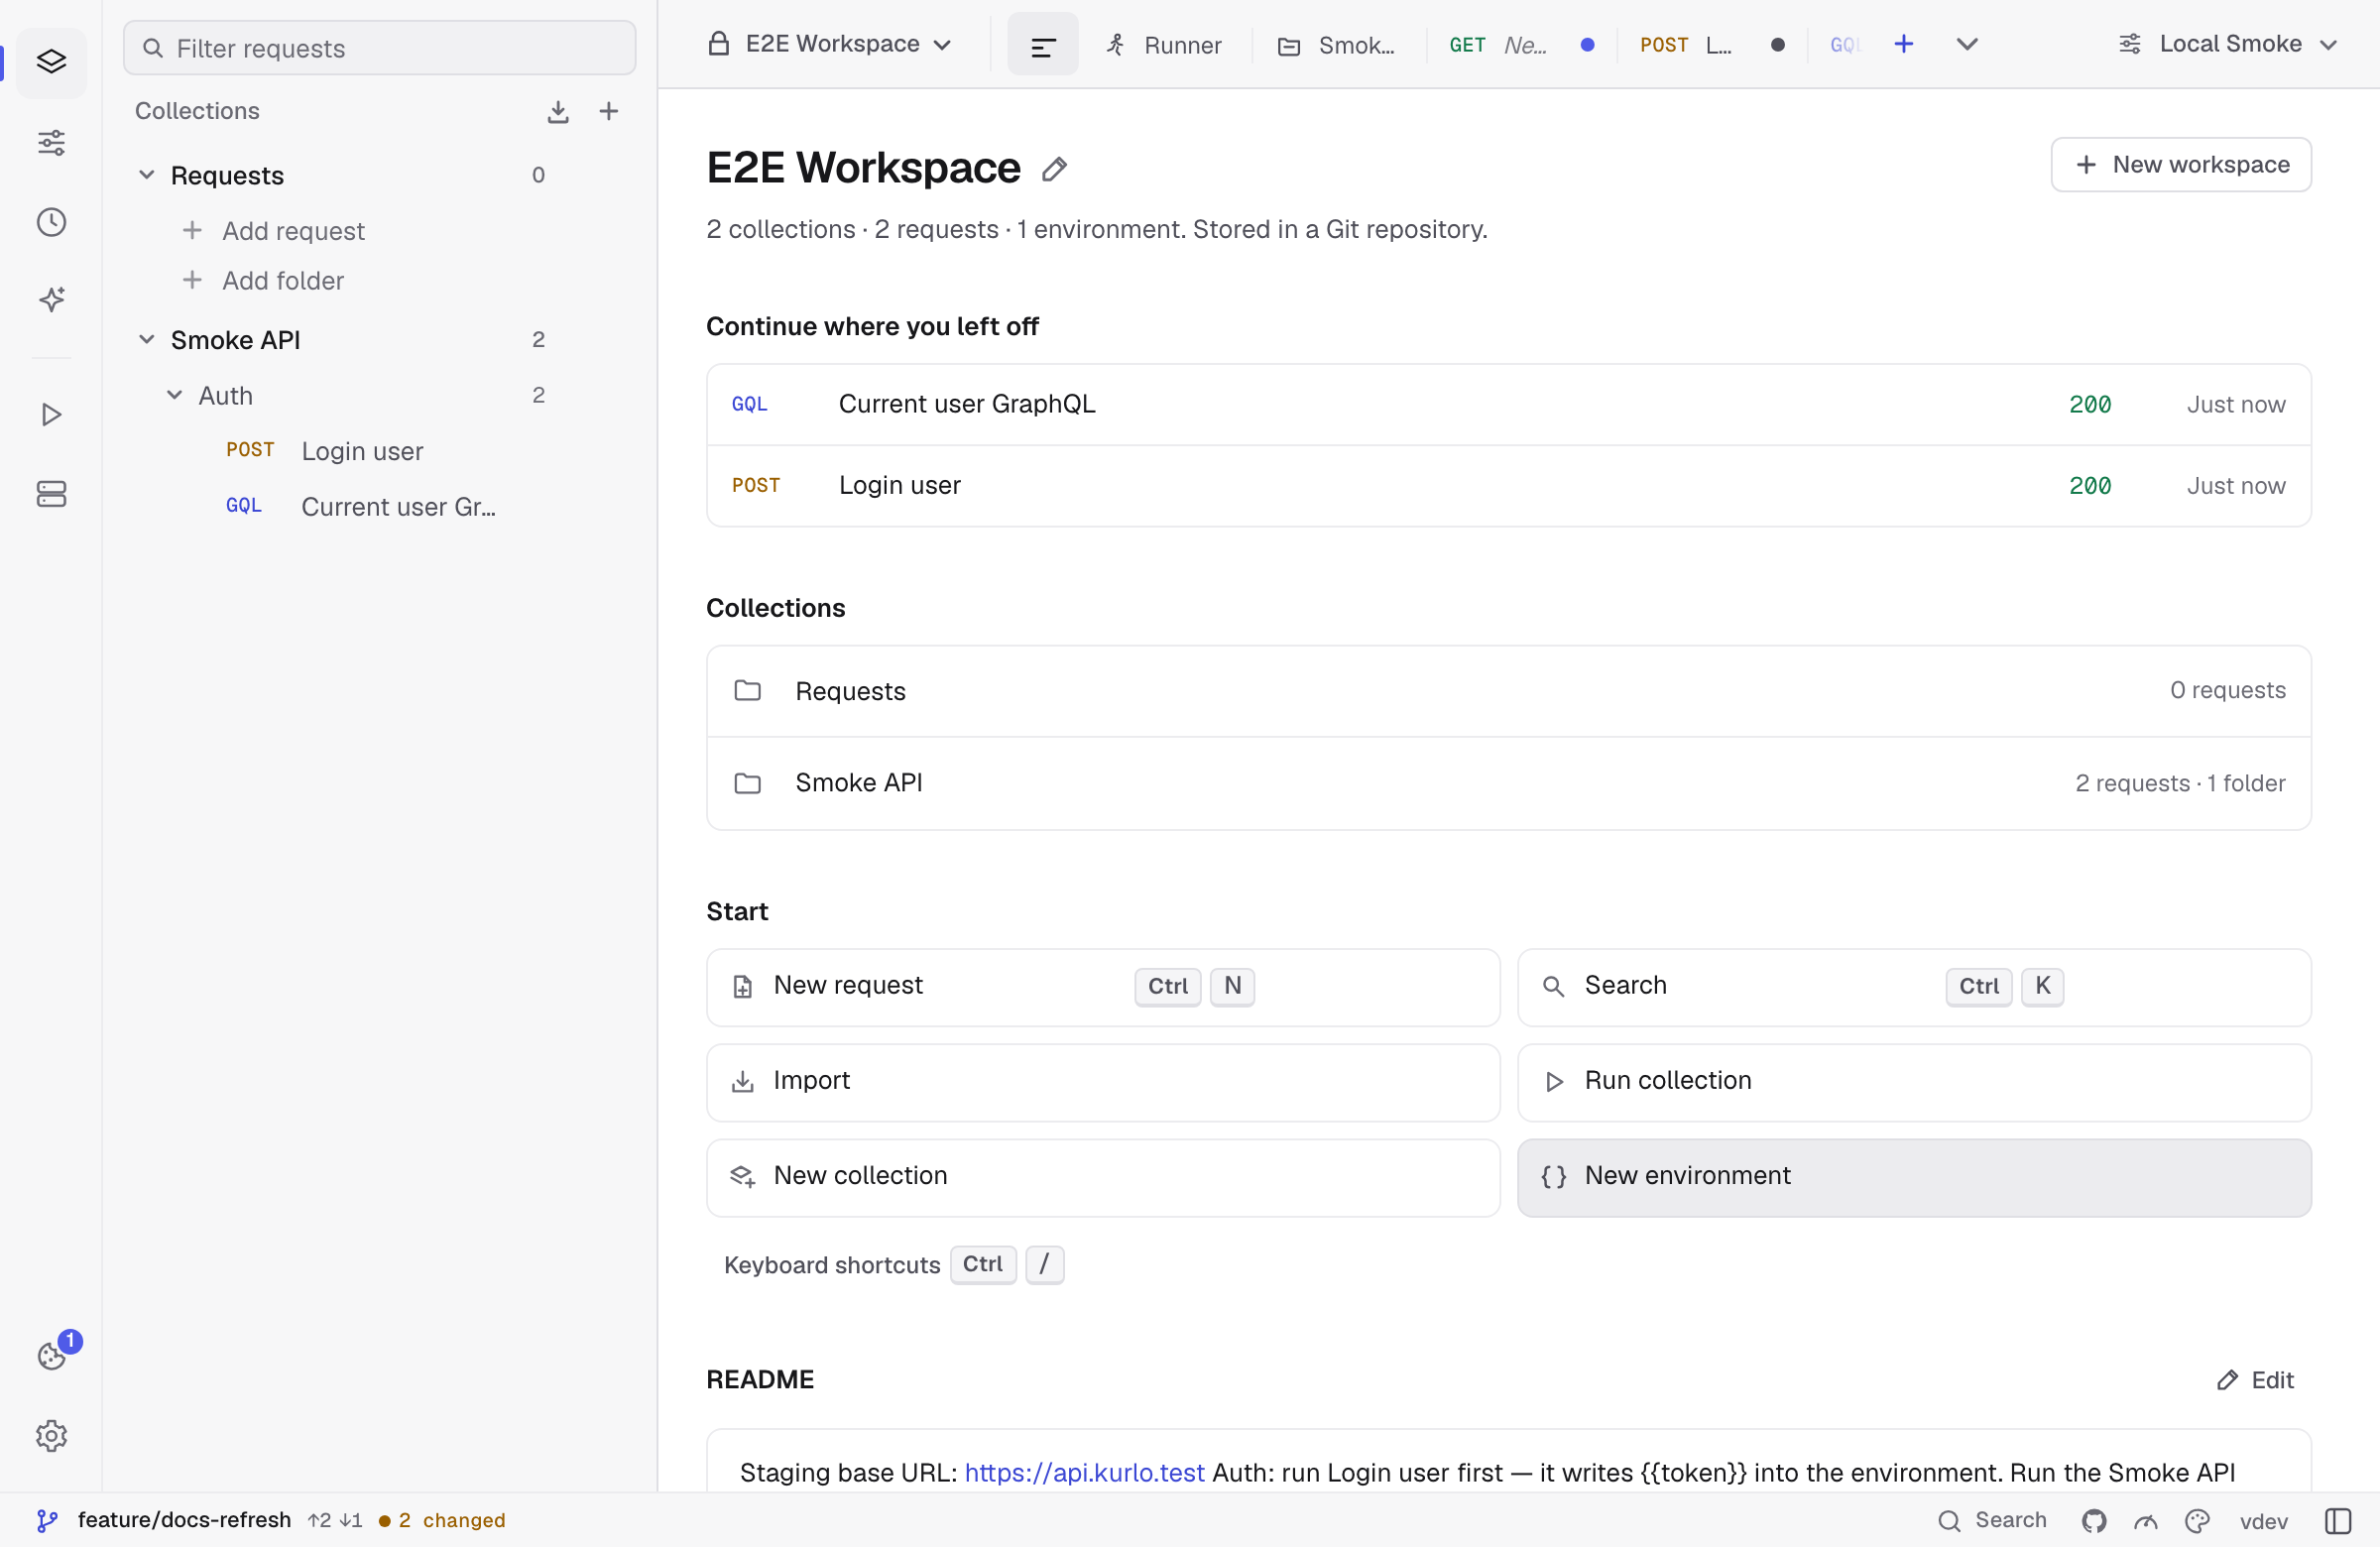 Filter requests
Collections
Requests 0
Add request
Add folder
Smoke API 2
Auth 2
POST Login user
GQL Current user Gr...
1
E2E Workspace
Runner
Smok...
GET Ne...
POST L...
GQL
Local Smoke
E2E Workspace
New workspace
2 collections · 2 requests · 1 environment. Stored in a Git repository.
Continue where you left off
GQL Current user GraphQL 200 Just now
POST Login user 200 Just now
Collections
Requests 0 requests
Smoke API 2 requests · 1 folder
Start
New request Ctrl N
Search Ctrl K
Import
Run collection
New collection
New environment
Keyboard shortcuts Ctrl /
README
Edit
Staging base URL: https://api.kurlo.test Auth: run Login user first — it writes {{token}} into the environment. Run the Smoke API
feature/docs-refresh ↑2 ↓1 2 changed
Search
vdev